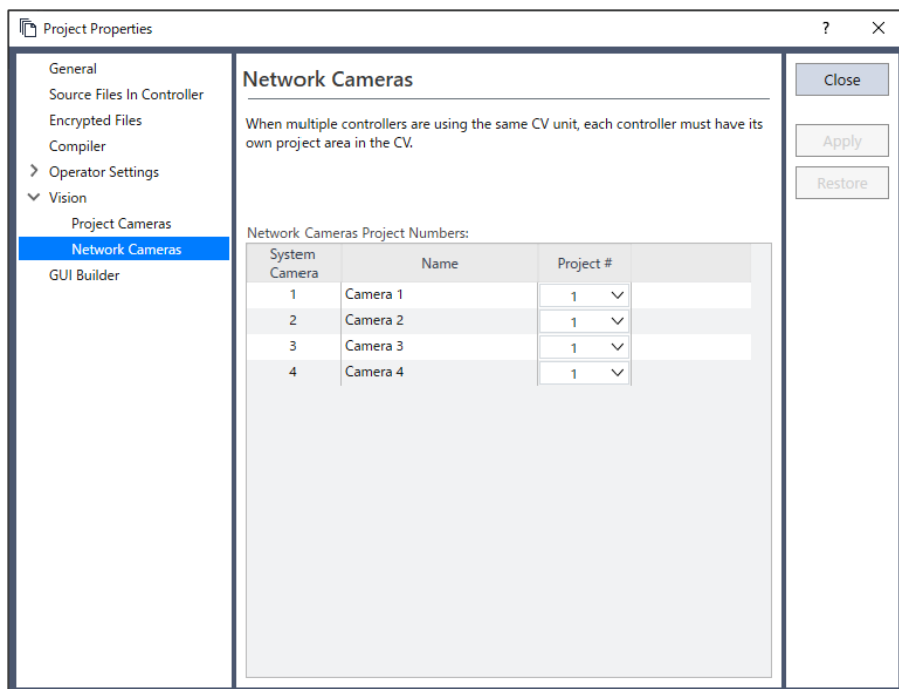 Project Properties
?
General
Source Files In Controller
Encrypted Files
Compiler
Operator Settings
Vision
Project Cameras
Network Cameras
GUI Builder
Network Cameras
When multiple controllers are using the same CV unit, each controller must have its
own project area in the CV.
Network Cameras Project Numbers:
System Camera Name Project #
1 Camera 1 1
2 Camera 2 1
3 Camera 3 1
4 Camera 4 1
Close
Apply
Restore